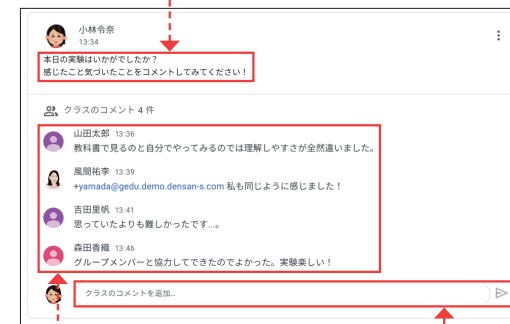 小林令奈
13:34
本日の実験はいかがでしたか？
感じたこと気づいたことをコメントしてみてください！
クラスのコメント 4 件
山田太郎 13:36
教科書で見るのと自分でやってみるのでは理解しやすさが全然違いました。
風間祐李 13:39
+yamada@gedu.demo.densan-s.com 私も同じように感じました！
吉田里帆 13:41
思っていたよりも難しかったです...。
森田香織 13:46
グループメンバーと協力してできたのでよかった。実験楽しい！
クラスのコメントを追加...